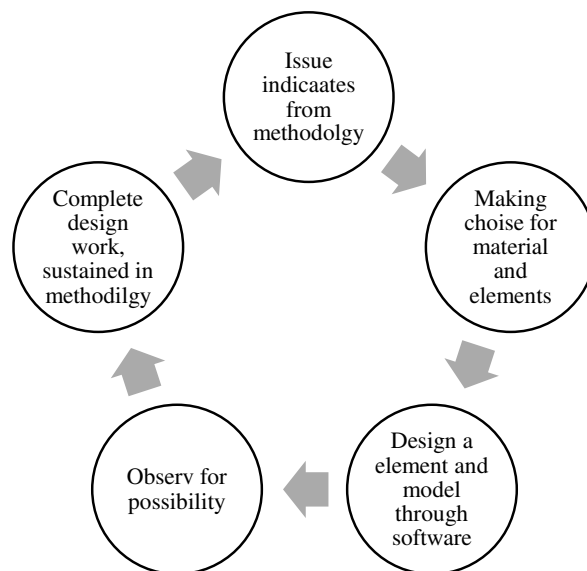 Issue
indicaates
from
methodolgy
Making
choise for
material
and
elements
Design a
element and
model
through
software
Observ for
possibility
Complete
design
work,
sustained in
methodilgy